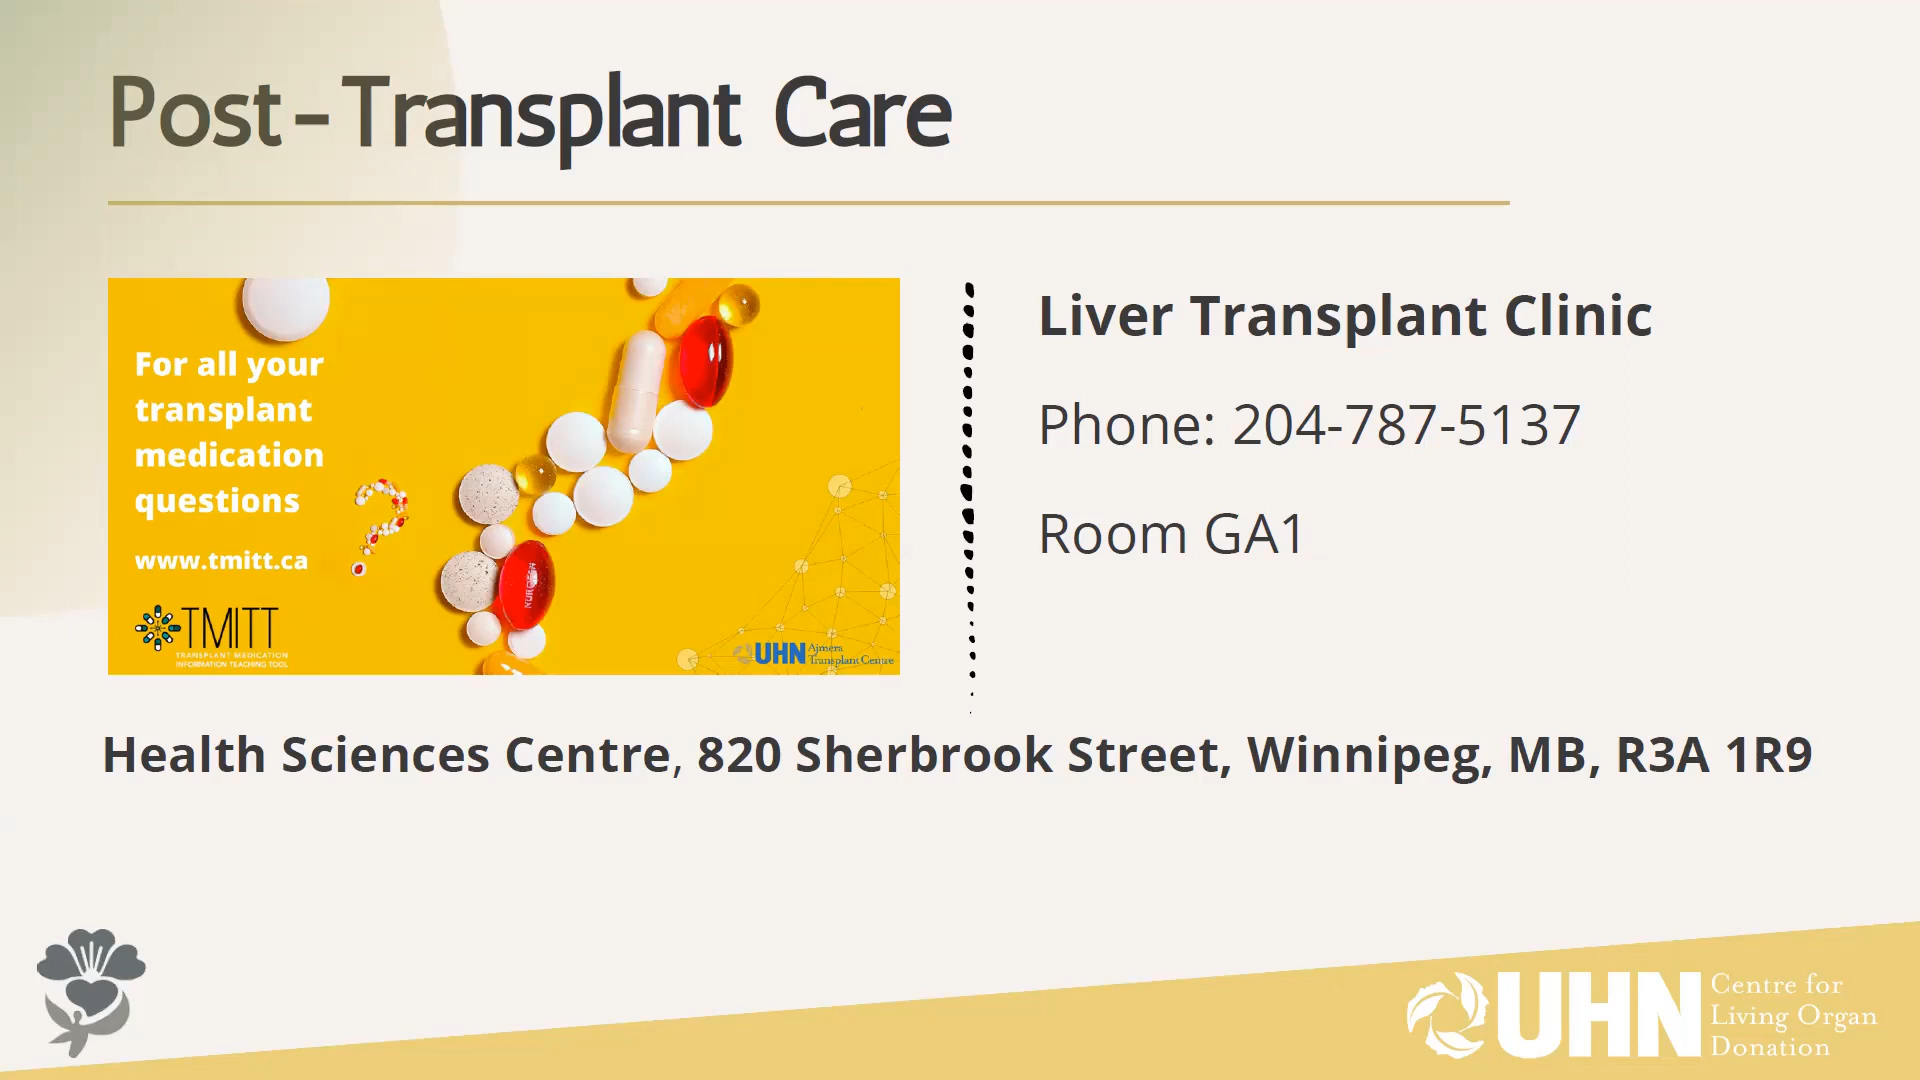 Post-Transplant Care
For all your
transplant
medication
questions
www.tmitt.ca
TMITT
TRANSPLANT MEDICATION
INFORMATION TEACHING TOOL
UHN Ajmera
Transplant Centre
Liver Transplant Clinic
Phone: 204-787-5137
Room GA1
Health Sciences Centre, 820 Sherbrook Street, Winnipeg, MB, R3A 1R9
UHN Centre for
Living Organ
Donation